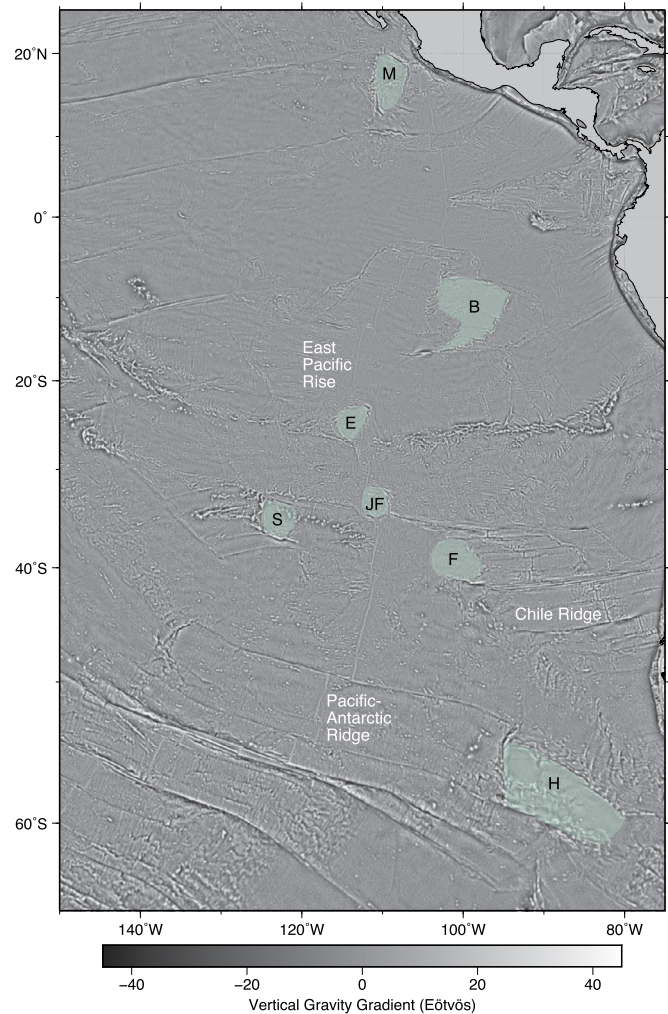 20˚N
M
0˚
B
East
Pacific
Rise
20˚S
E
JF
S
F
40˚S
Chile Ridge
Pacific-
Antarctic
Ridge
H
60˚S
140˚W 120˚W 100˚W 80˚W
−40 −20 0 20 40
Vertical Gravity Gradient (Eötvös)